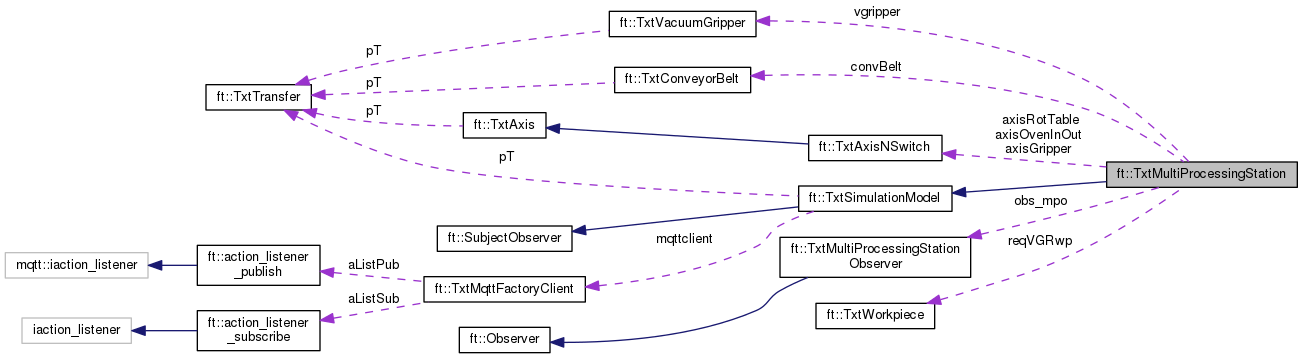 vgripper
ft::TxtVacuumGripper
pT
convBelt
ft::TxtConveyorBelt
pT
ft::TxtTransfer
pT
ft::TxtAxis
axisRotTable
axisOvenInOut
axisGripper
ft::TxtAxisNSwitch
pT
ft::TxtMultiProcessingStation
ft::TxtSimulationModel
obs_mpo
ft::SubjectObserver
mqttclient
reqVGRwp
ft::TxtMultiProcessingStation
Observer
mqtt::iaction_listener
ft::action_listener
_publish
aListPub
ft::TxtMqttFactoryClient
aListSub
ft::TxtWorkpiece
iaction_listener
ft::action_listener
_subscribe
ft::Observer